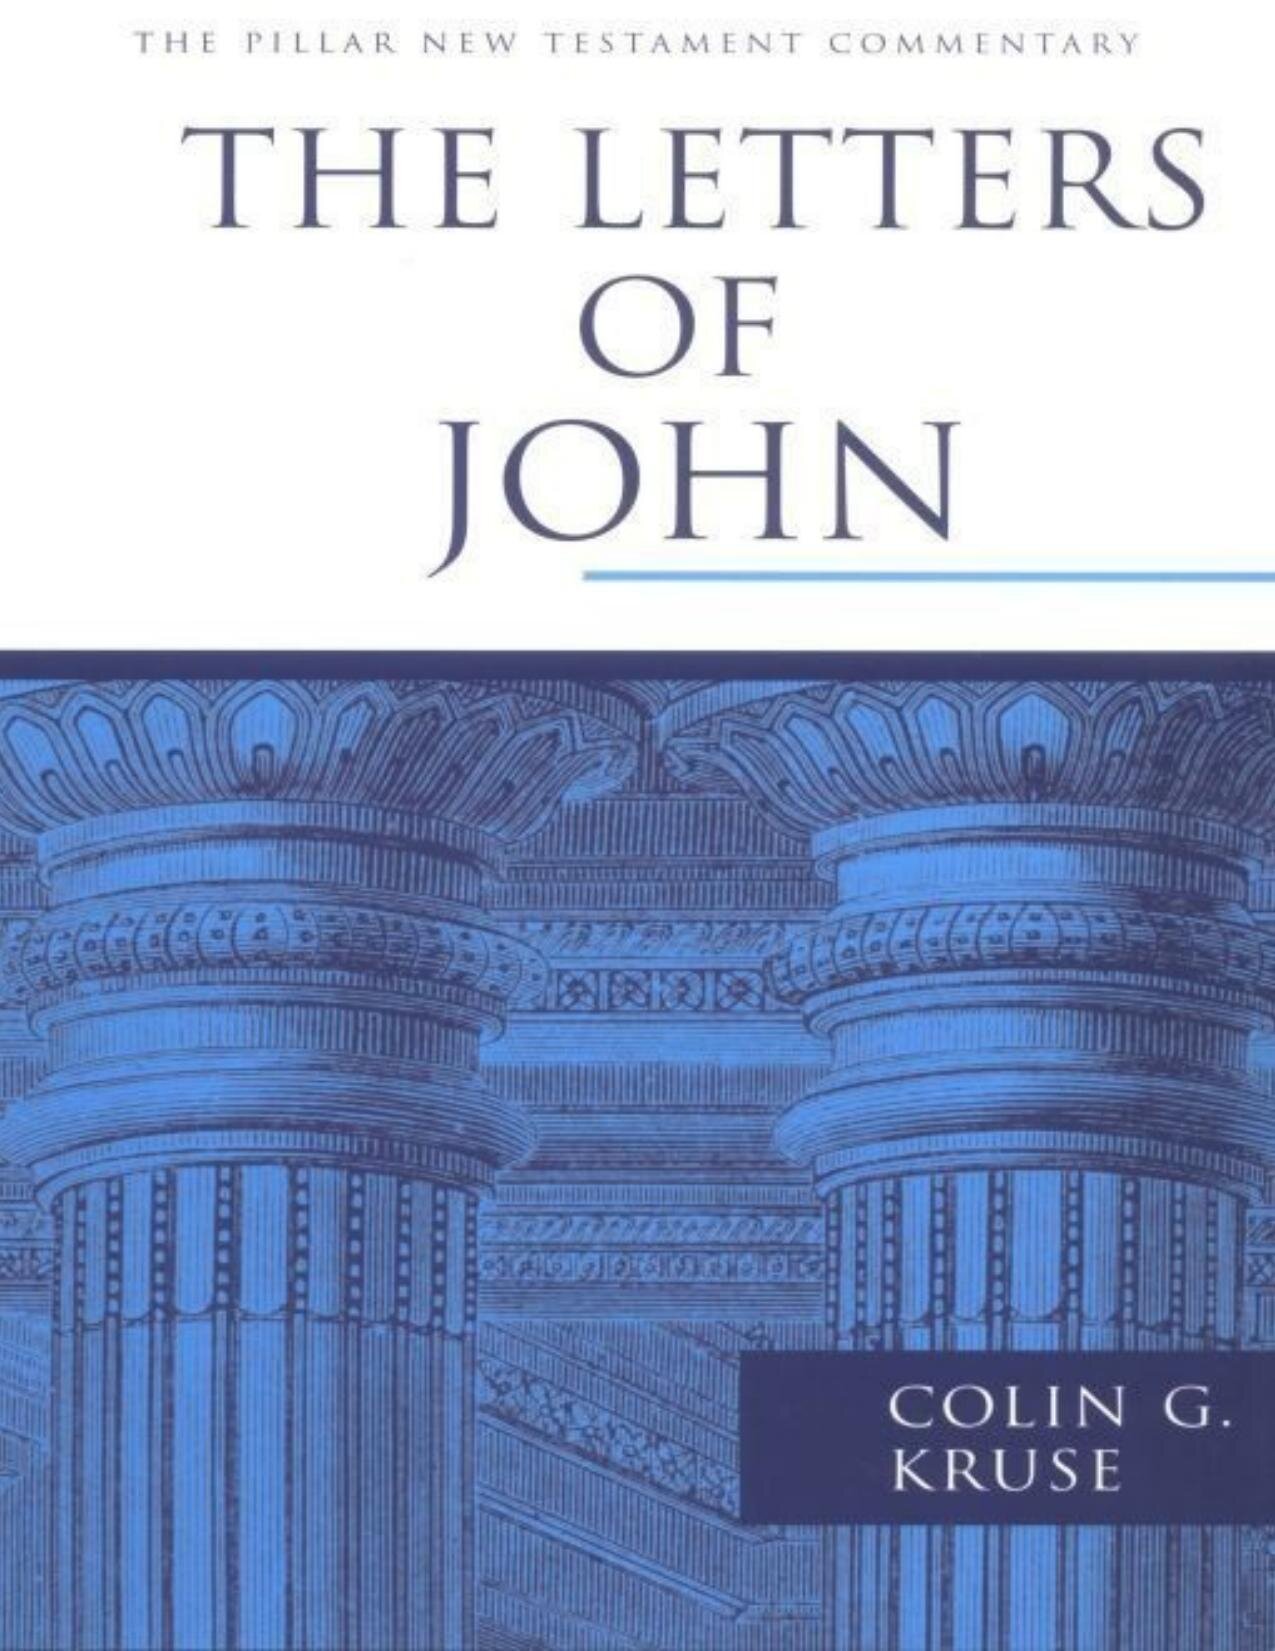 THE PILLAR NEW TESTAMENT COMMENTARY
THE LETTERS
OF
JOHN
COLIN G.
KRUSE